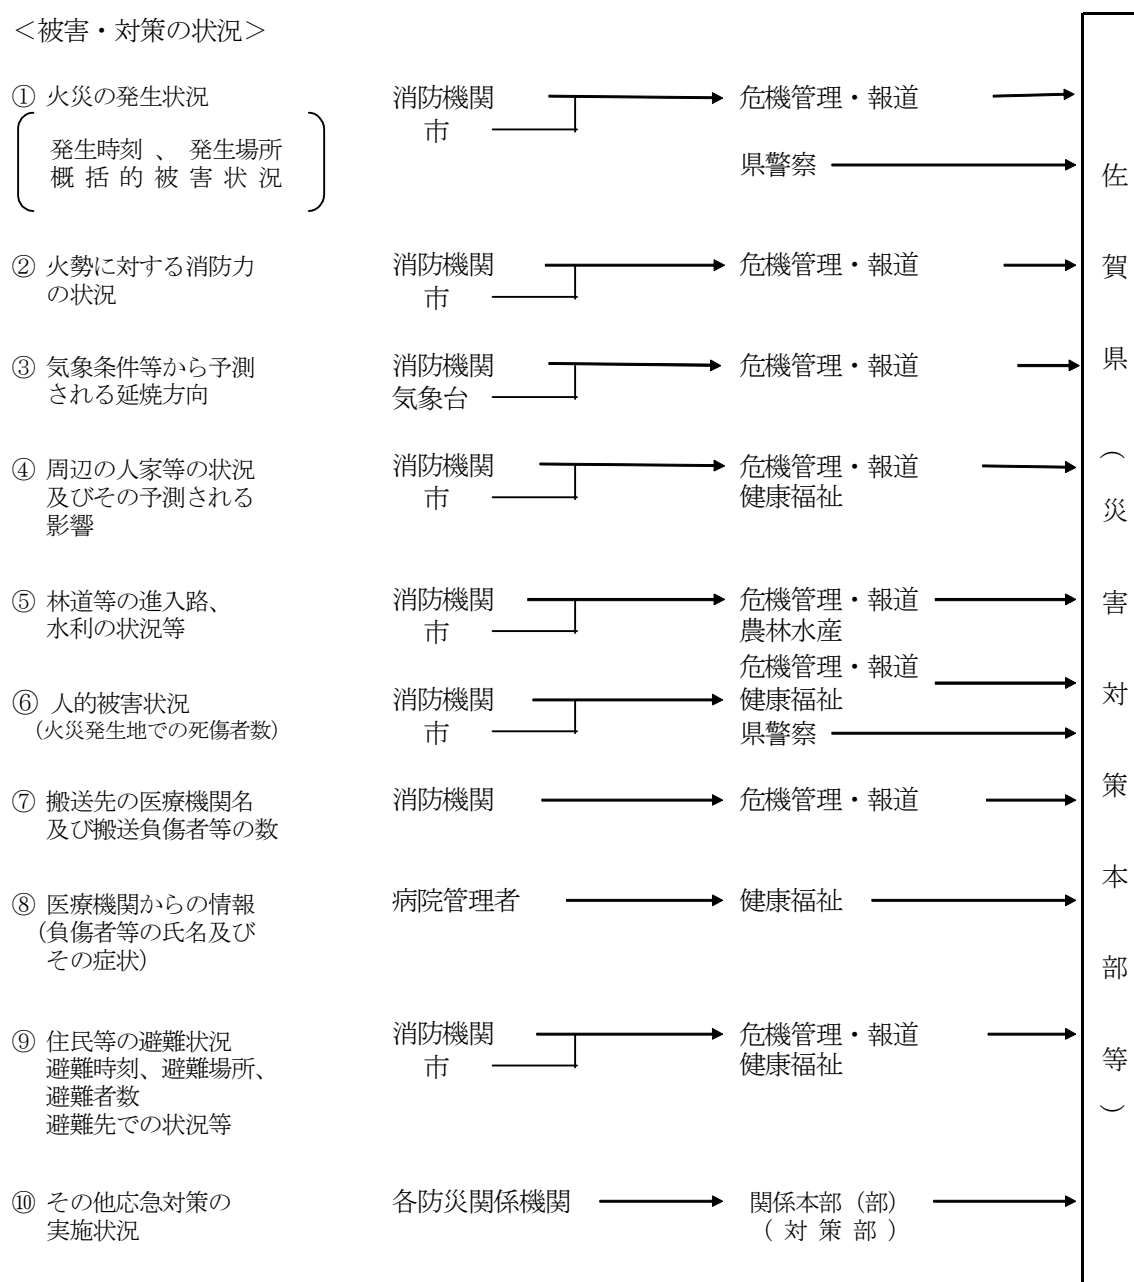 ＜被害・対策の状況＞
① 火災の発生状況
発生時刻 、 発生場所
概括的被害状況
消防機関
市
危機管理・報道
県警察
② 火勢に対する消防力
の状況
消防機関
市
危機管理・報道
③ 気象条件等から予測
される延焼方向
消防機関
気象台
危機管理・報道
④ 周辺の人家等の状況
及びその予測される
影響
消防機関
市
危機管理・報道
健康福祉
⑤ 林道等の進入路、
水利の状況等
消防機関
市
危機管理・報道
農林水産
⑥ 人的被害状況
（火災発生地での死傷者数）
消防機関
市
危機管理・報道
健康福祉
県警察
⑦ 搬送先の医療機関名
及び搬送負傷者等の数
消防機関
危機管理・報道
⑧ 医療機関からの情報
（負傷者等の氏名及び
その症状）
病院管理者
健康福祉
⑨ 住民等の避難状況
避難時刻、避難場所、
避難者数
避難先での状況等
消防機関
市
危機管理・報道
健康福祉
⑩ その他応急対策の
実施状況
各防災関係機関
関係本部（部）
（ 対 策 部 ）
佐賀県（災害対策本部等）